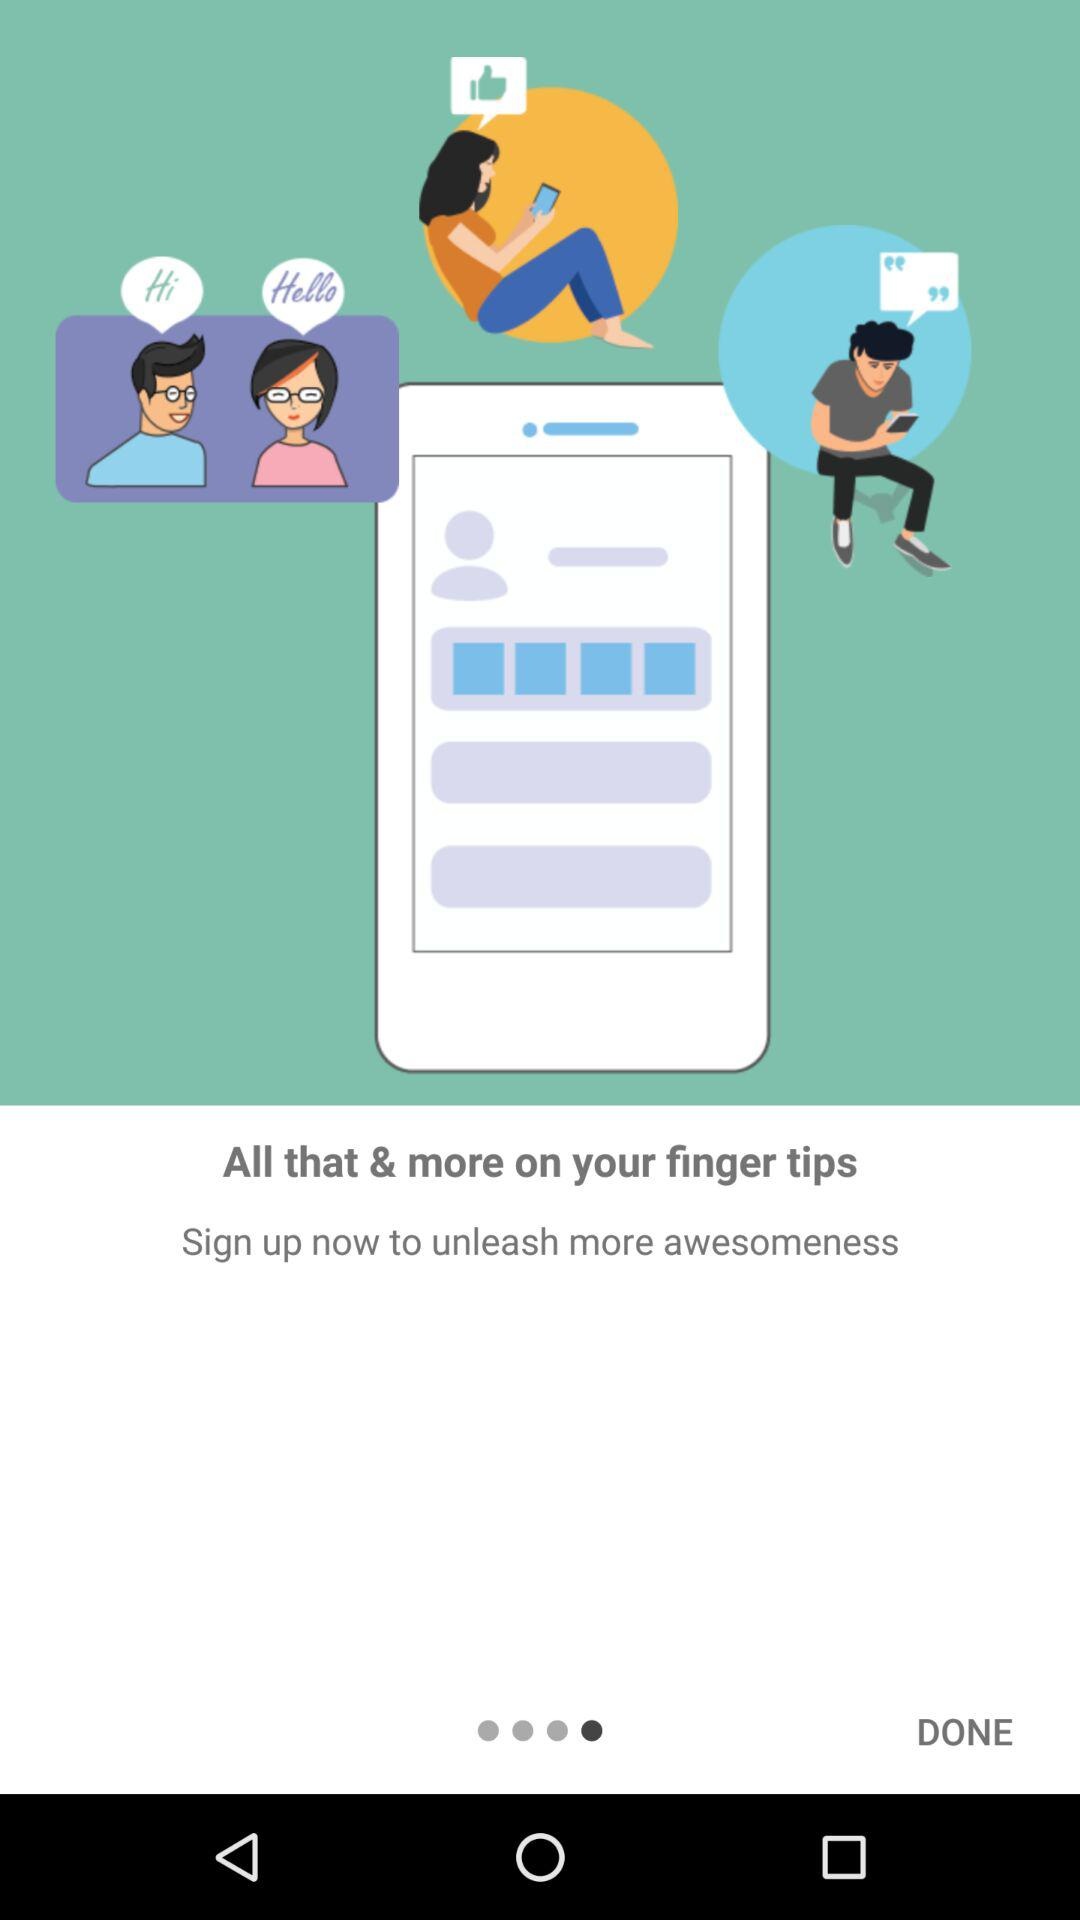 Hi
Hello
All that & more on your finger tips
Sign up now to unleash more awesomeness
DONE